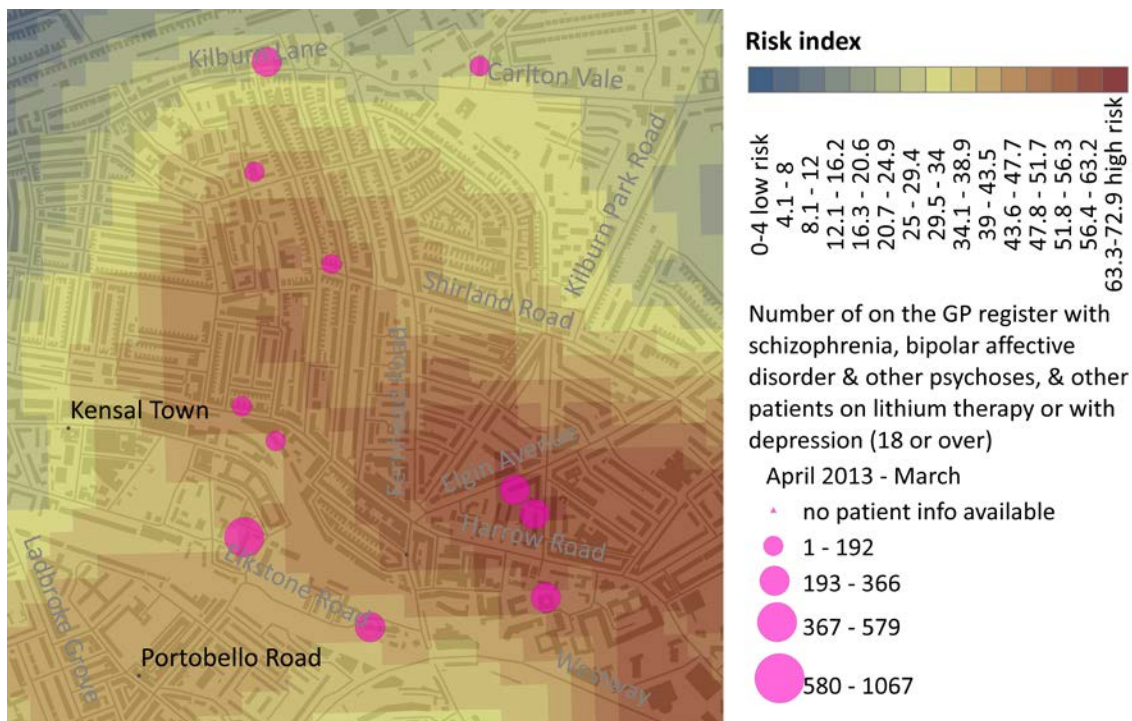 Kilburn Lane
Carlton Vale
Kilburn Park Road
Shirland Road
Fernhead Road
Kensal Town
Elgin Avenue
Harrow Road
Elkstone Road
Ladbroke Grove
Portobello Road
Westway
Risk index
0-4 low risk
4.1 - 8
8.1 - 12
12.1 - 16.2
16.3 - 20.6
20.7 - 24.9
25 - 29.4
29.5 - 34
34.1 - 38.9
39 - 43.5
43.6 - 47.7
47.8 - 51.7
51.8 - 56.3
56.4 - 63.2
63.3-72.9 high risk
Number of on the GP register with
schizophrenia, bipolar affective
disorder & other psychoses, & other
patients on lithium therapy or with
depression (18 or over)
April 2013 - March
no patient info available
1 - 192
193 - 366
367 - 579
580 - 1067